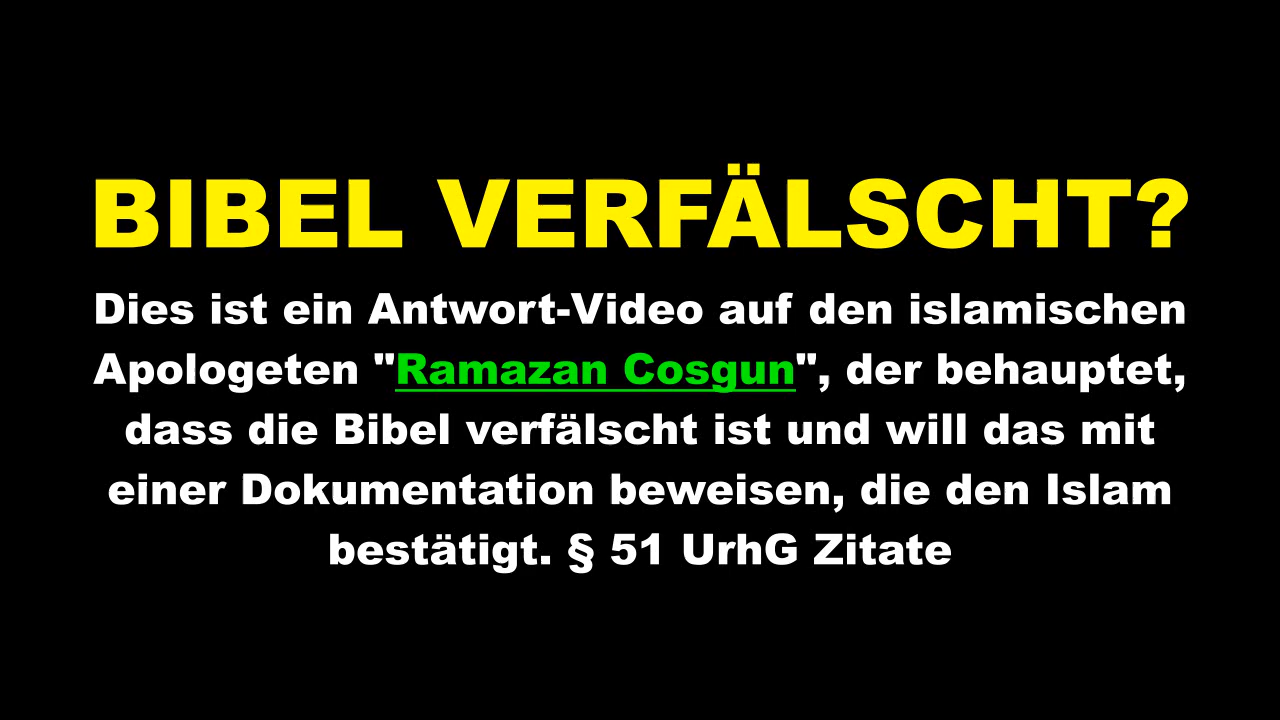 BIBEL VERFÄLSCHT?
Dies ist ein Antwort-Video auf den islamischen
Apologeten "Ramazan Cosgun", der behauptet,
dass die Bibel verfälscht ist und will das mit
einer Dokumentation beweisen, die den Islam
bestätigt. § 51 UrhG Zitate